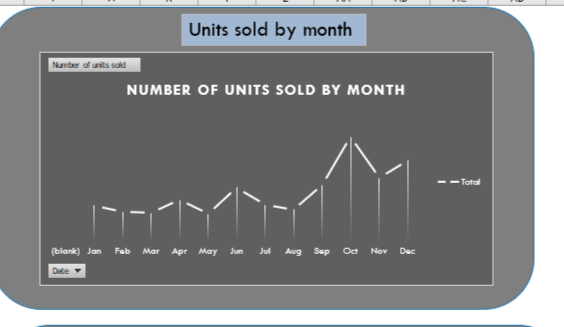 Units sold by month
Number of units sold
NUMBER OF UNITS SOLD BY MONTH
Total
(blank) Jan Feb Mar Apr May Jun Jul Aug Sep Oct Nov Dec
Date